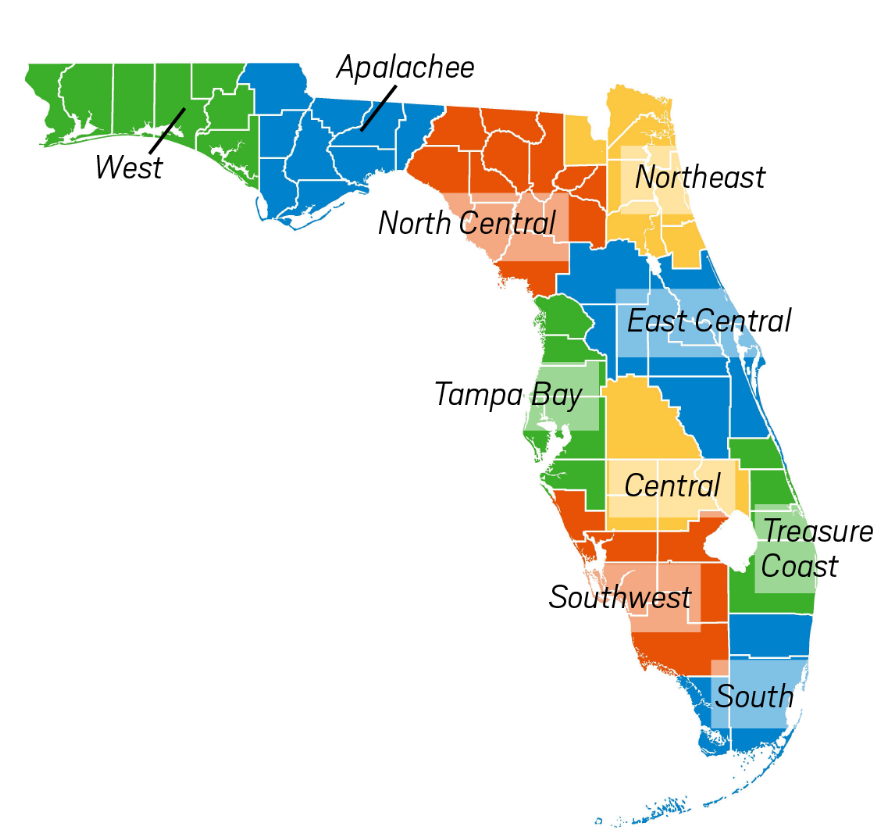 Apalachee
West
Northeast
North Central
East Central
Tampa Bay
Central
Treasure
Coast
Southwest
South